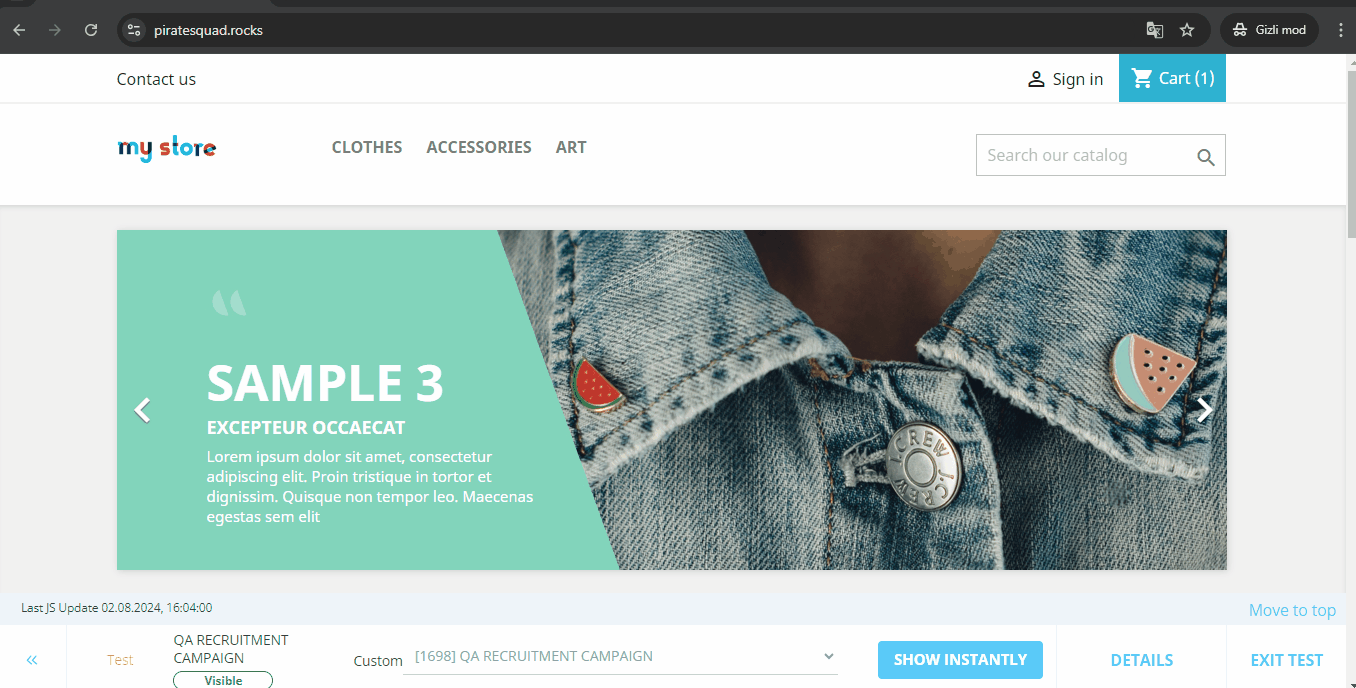 piratesquad.rocks
Gizli mod
Contact us
Sign in
Cart (1)
my store
CLOTHES
ACCESSORIES
ART
Search our catalog
SAMPLE 3
EXCEPTEUR OCCAECAT
Lorem ipsum dolor sit amet, consectetur
adipiscing elit. Proin tristique in tortor et
dignissim. Quisque non tempor leo. Maecenas
egestas sem elit
J.CREW J.CREW
Last JS Update 02.08.2024, 16:04:00
Move to top
«
Test
QA RECRUITMENT
CAMPAIGN
Visible
Custom
[1698] QA RECRUITMENT CAMPAIGN
SHOW INSTANTLY
DETAILS
EXIT TEST